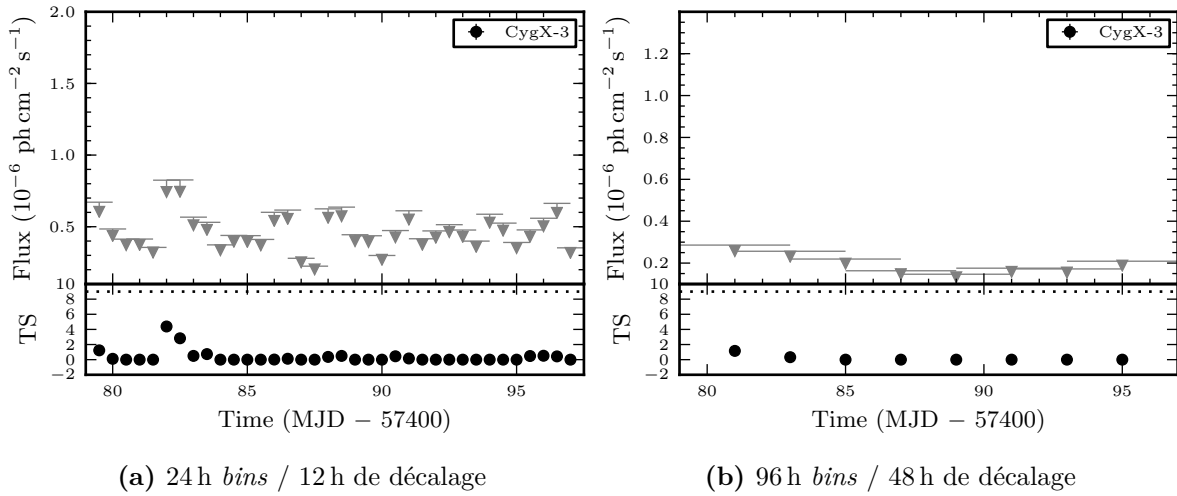 CygX-3
2.0
1.5
1.0
0.5
10
8
6
4
2
0
−2
Flux (10−6 ph cm−2 s−1)
TS
80 85 90 95
Time (MJD − 57400)
(a) 24 h bins / 12 h de décalage
CygX-3
1.4
1.2
1.0
0.8
0.6
0.4
0.2
10
8
6
4
2
0
−2
Flux (10−6 ph cm−2 s−1)
TS
80 85 90 95
Time (MJD − 57400)
(b) 96 h bins / 48 h de décalage